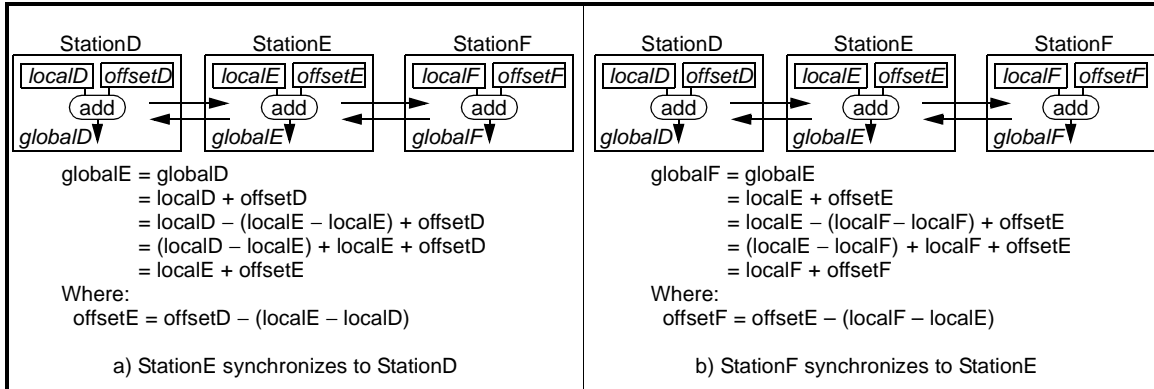 StationD StationE StationF
localD offsetD localE offsetE localF offsetF
add add add
globalD globalE globalF
globalE = globalD
= localD + offsetD
= localD – (localE – localE) + offsetD
= (localD – localE) + localE + offsetD
= localE + offsetE
Where:
offsetE = offsetD – (localE – localD)
a) StationE synchronizes to StationD
StationD StationE StationF
localD offsetD localE offsetE localF offsetF
add add add
globalD globalE globalF
globalF = globalE
= localE + offsetE
= localE – (localF– localF) + offsetE
= (localE – localF) + localF + offsetE
= localF + offsetF
Where:
offsetF = offsetE – (localF – localE)
b) StationF synchronizes to StationE